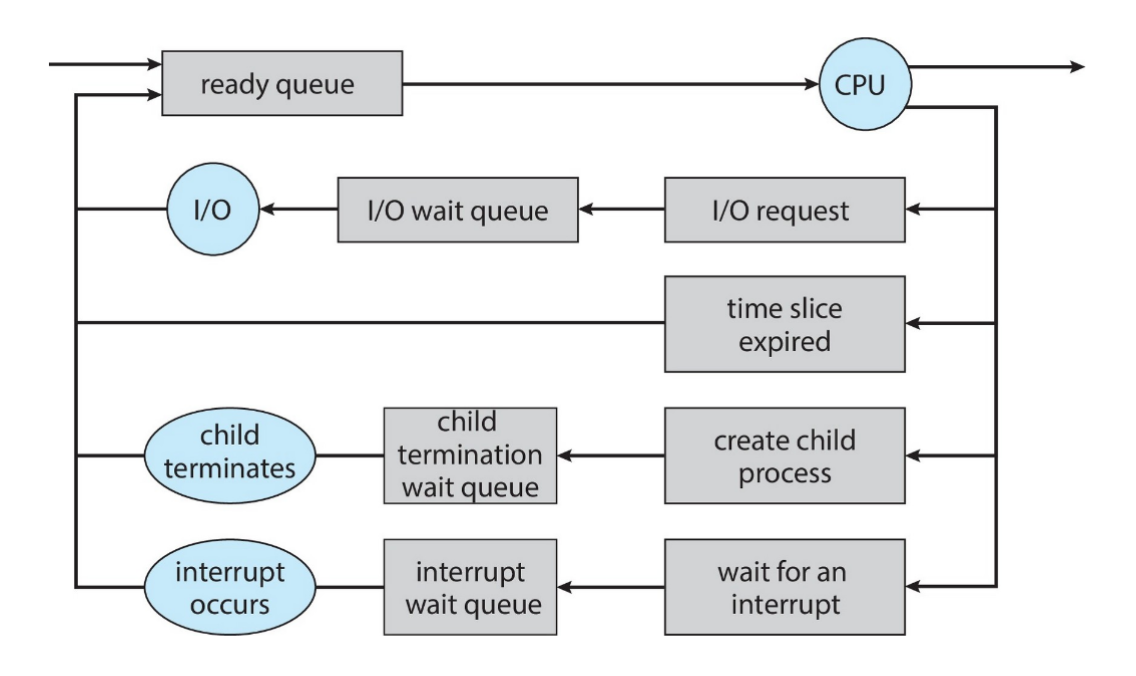 ready queue
CPU
I/O
I/O wait queue
I/O request
time slice
expired
child
terminates
child
termination
wait queue
create child
process
interrupt
occurs
interrupt
wait queue
wait for an
interrupt